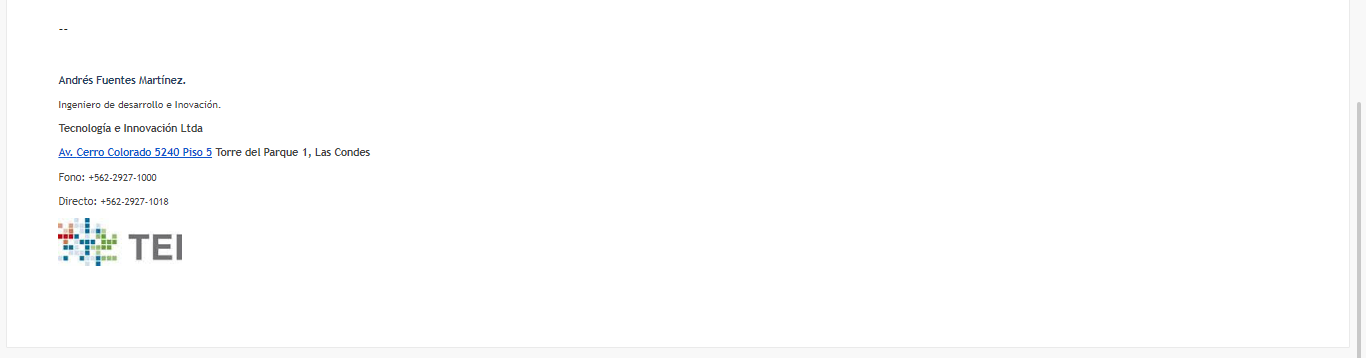 --
Andrés Fuentes Martínez.
Ingeniero de desarrollo e Inovación.
Tecnología e Innovación Ltda
Av. Cerro Colorado 5240 Piso 5 Torre del Parque 1, Las Condes
Fono: +562-2927-1000
Directo: +562-2927-1018
TEI